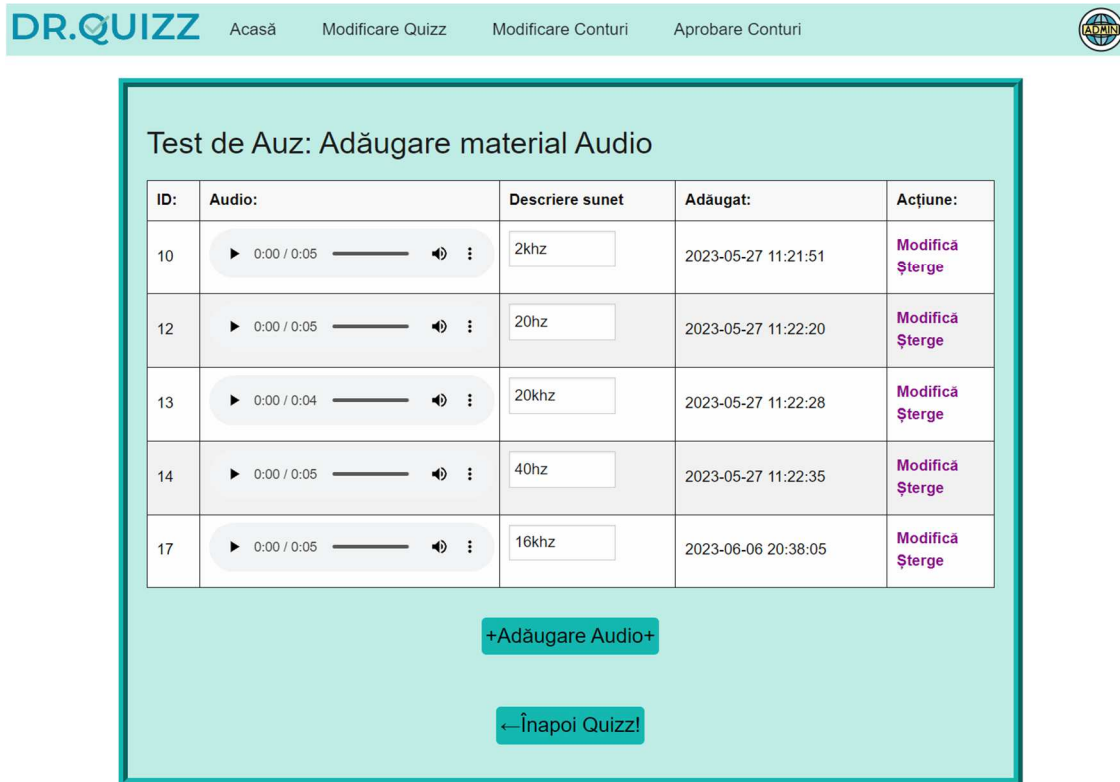 DR.QUIZZ Acasă Modificare Quizz Modificare Conturi Aprobare Conturi ADMIN
Test de Auz: Adăugare material Audio
ID: Audio: Descriere sunet Adăugat: Acțiune:
10 0:00 / 0:05 2khz 2023-05-27 11:21:51 Modifică
Șterge
12 0:00 / 0:05 20hz 2023-05-27 11:22:20 Modifică
Șterge
13 0:00 / 0:04 20khz 2023-05-27 11:22:28 Modifică
Șterge
14 0:00 / 0:05 40hz 2023-05-27 11:22:35 Modifică
Șterge
17 0:00 / 0:05 16khz 2023-06-06 20:38:05 Modifică
Șterge
+Adăugare Audio+
←Înapoi Quizz!